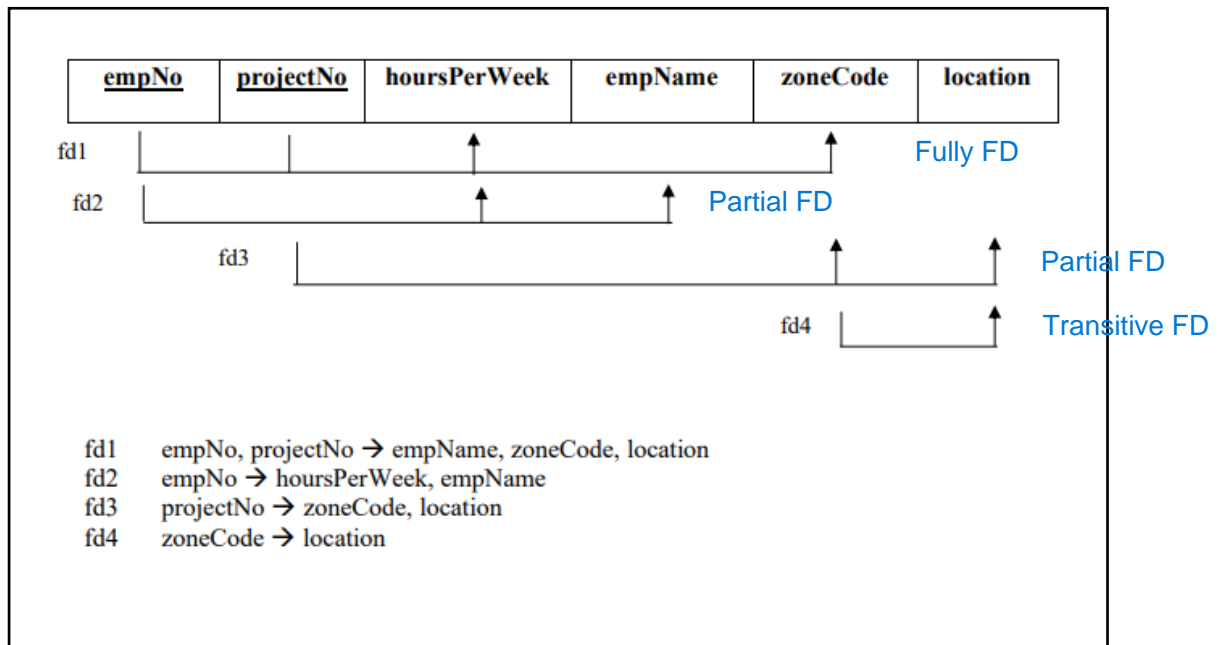 empNo projectNo hoursPerWeek empName zoneCode location
fd1 Fully FD
fd2 Partial FD
fd3 Partial FD
fd4 Transitive FD
fd1 empNo, projectNo → empName, zoneCode, location
fd2 empNo → hoursPerWeek, empName
fd3 projectNo → zoneCode, location
fd4 zoneCode → location